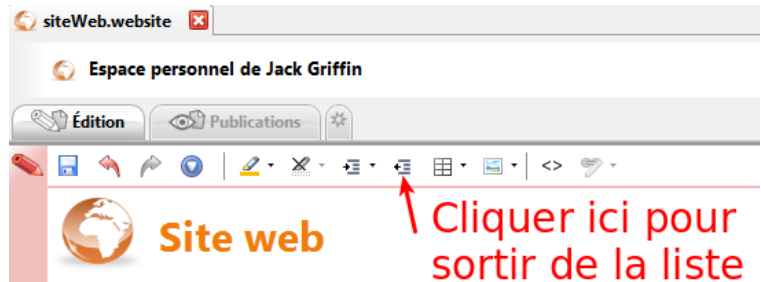 siteWeb.website
Espace personnel de Jack Griffin
Édition
Publications
<>
Site web
Cliquer ici pour
sortir de la liste